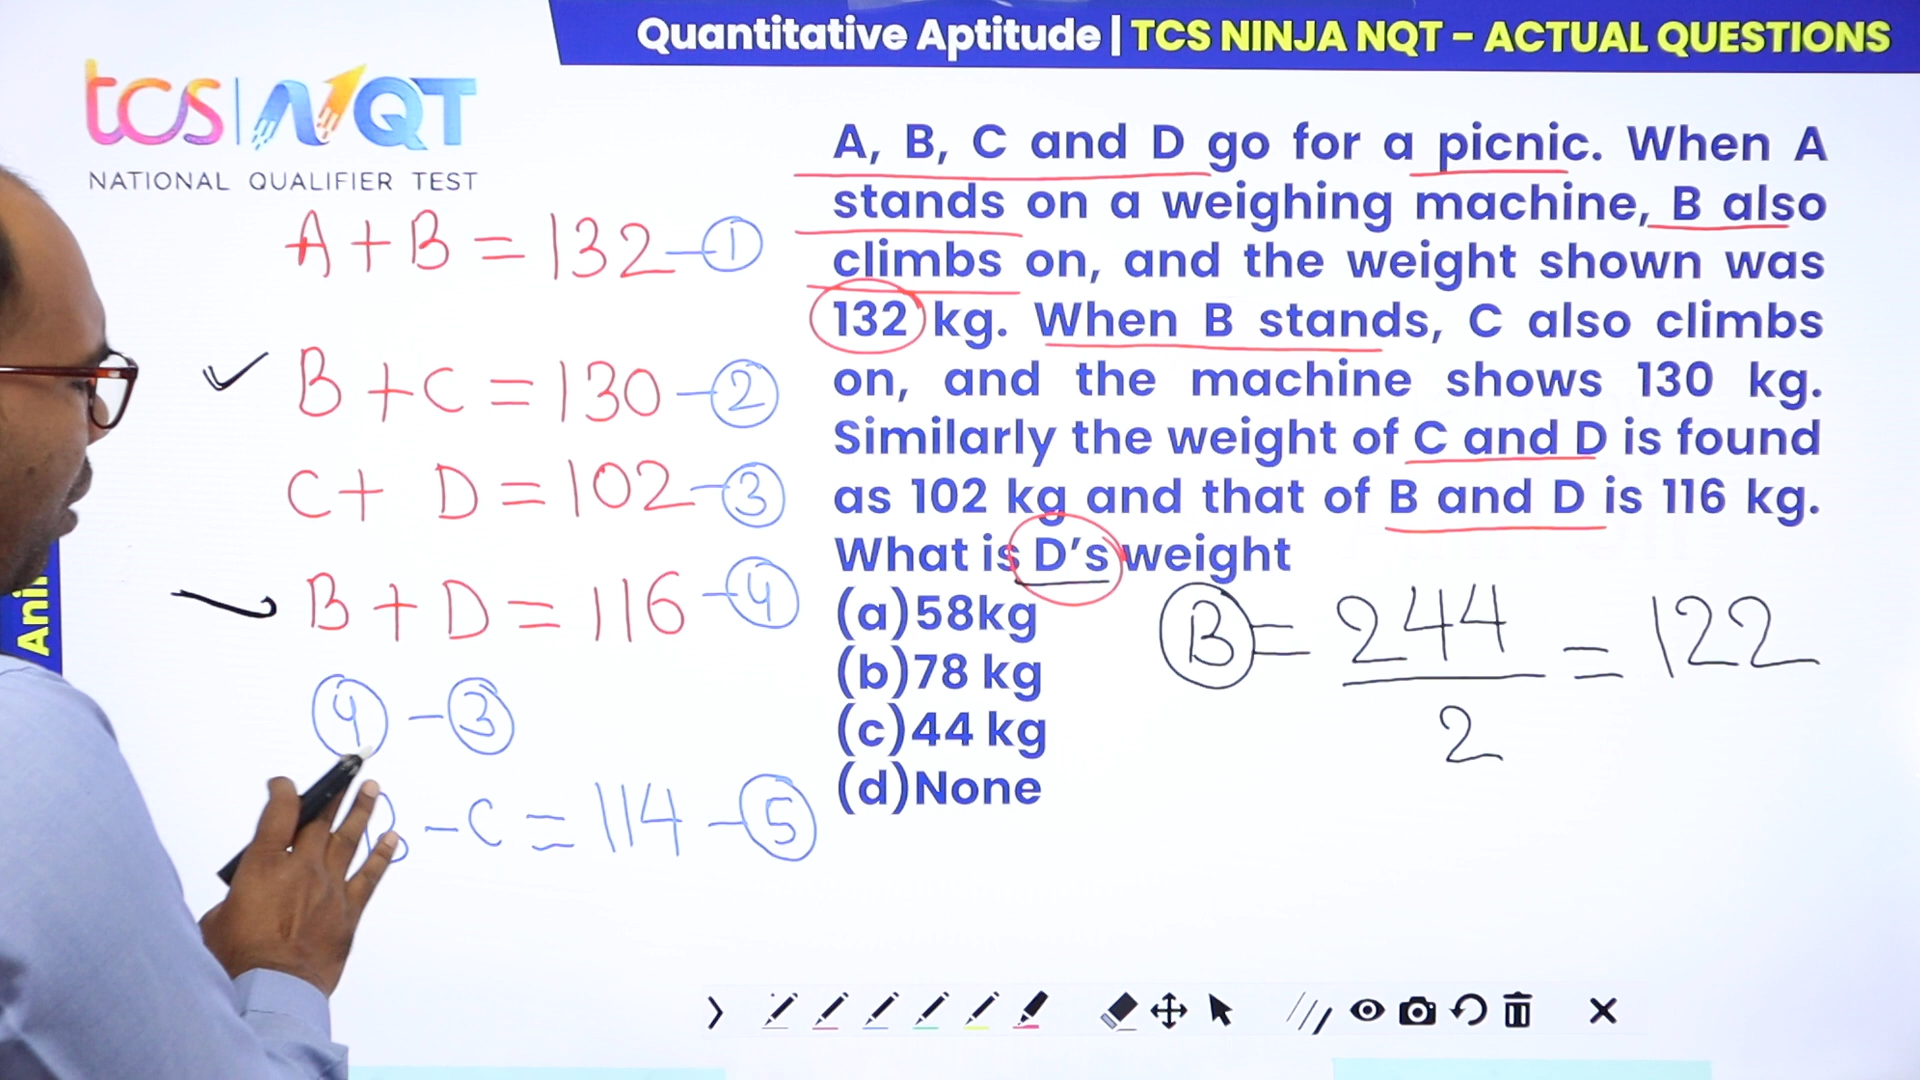 Quantitative Aptitude | TCS NINJA NQT - ACTUAL QUESTIONS
tcs | NQT
NATIONAL QUALIFIER TEST
A + B = 132 - ①
B + C = 130 - ②
C + D = 102 - ③
B + D = 116 - ④
④ - ③
B - C = 114 - ⑤
A, B, C and D go for a picnic. When A
stands on a weighing machine, B also
climbs on, and the weight shown was
132 kg. When B stands, C also climbs
on, and the machine shows 130 kg.
Similarly the weight of C and D is found
as 102 kg and that of B and D is 116 kg.
What is D's weight
(a)58kg
(b)78 kg
(c)44 kg
(d)None
B = 244 = 122
2
Ani